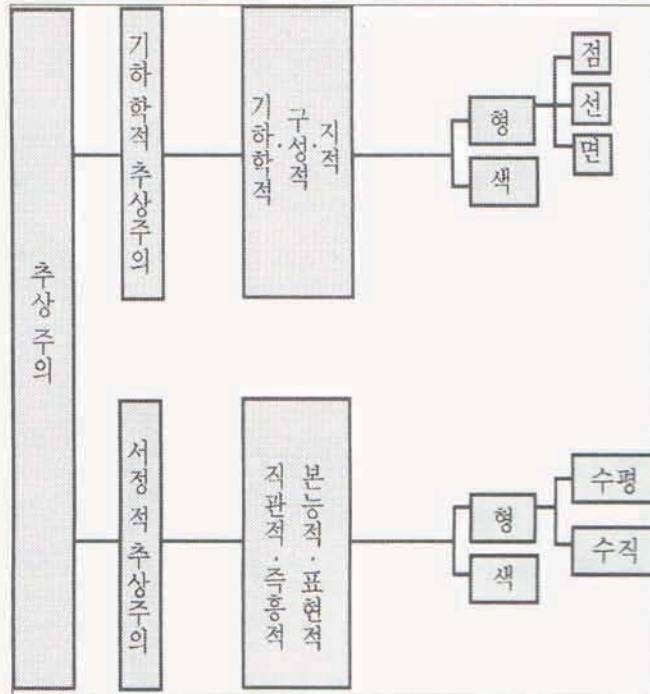 추상 주의
기하 학적 추상주의
지적
구성적·
기하학적·
형
색
점
선
면
서정 적 추상주의
본능적·표현적
직관적·즉흥적
형
색
수평
수직